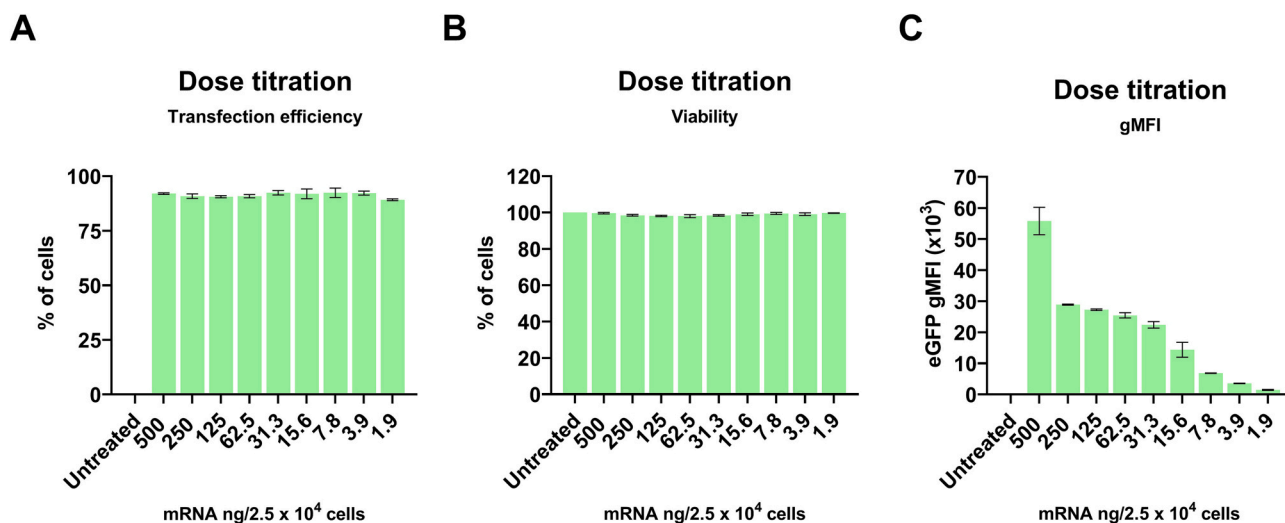 A
Dose titration
Transfection efficiency
% of cells
100
75
50
25
0
Untreated
500
250
125
62.5
31.3
15.6
7.8
3.9
1.9
mRNA ng/2.5 x 10⁴ cells
B
Dose titration
Viability
% of cells
120
100
80
60
40
20
0
Untreated
500
250
125
62.5
31.3
15.6
7.8
3.9
1.9
mRNA ng/2.5 x 10⁴ cells
C
Dose titration
gMFI
eGFP gMFI (x10³)
70
60
50
40
30
20
10
0
Untreated
500
250
125
62.5
31.3
15.6
7.8
3.9
1.9
mRNA ng/2.5 x 10⁴ cells